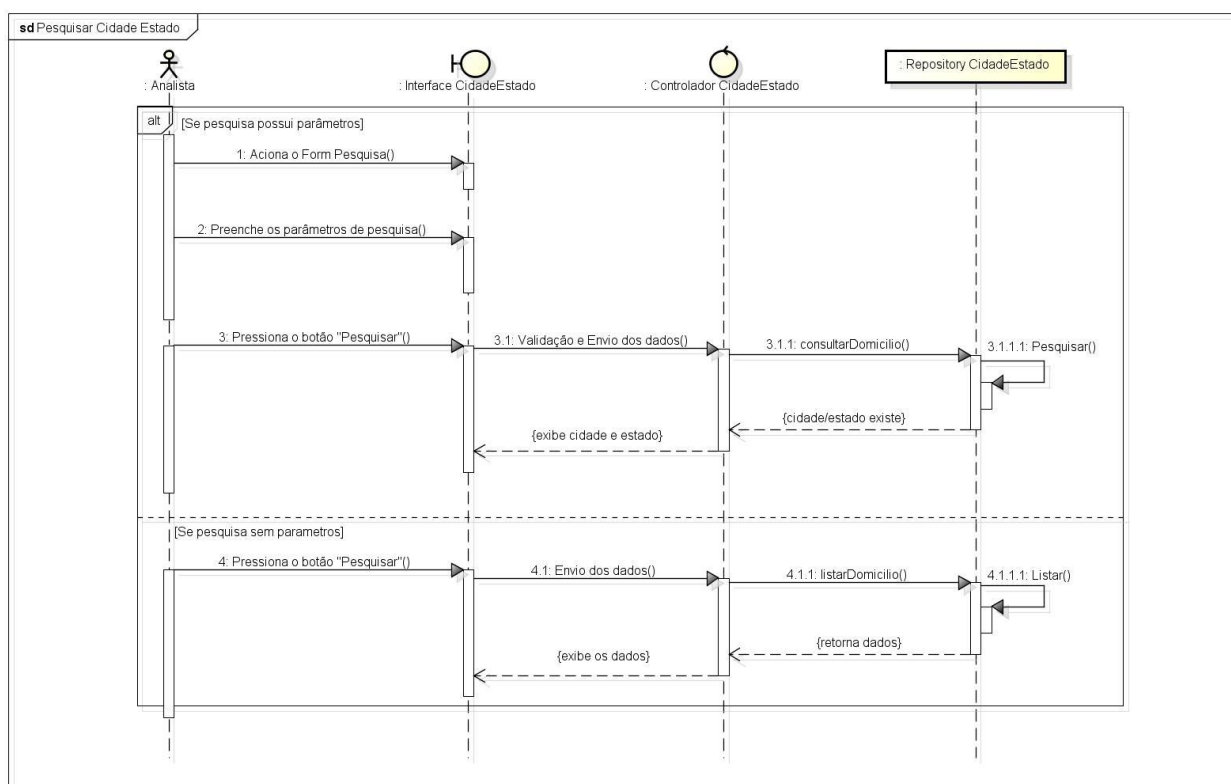 sd Pesquisar Cidade Estado
: Analista
: Interface CidadeEstado
: Controlador CidadeEstado
: Repository CidadeEstado
alt
[Se pesquisa possui parâmetros]
1: Aciona o Form Pesquisa()
2: Preenche os parâmetros de pesquisa()
3: Pressiona o botão "Pesquisar"()
3.1: Validação e Envio dos dados()
3.1.1: consultarDomicilio()
3.1.1.1: Pesquisar()
{cidade/estado existe}
{exibe cidade e estado}
[Se pesquisa sem parametros]
4: Pressiona o botão "Pesquisar"()
4.1: Envio dos dados()
4.1.1: listarDomicilio()
4.1.1.1: Listar()
{retorna dados}
{exibe os dados}